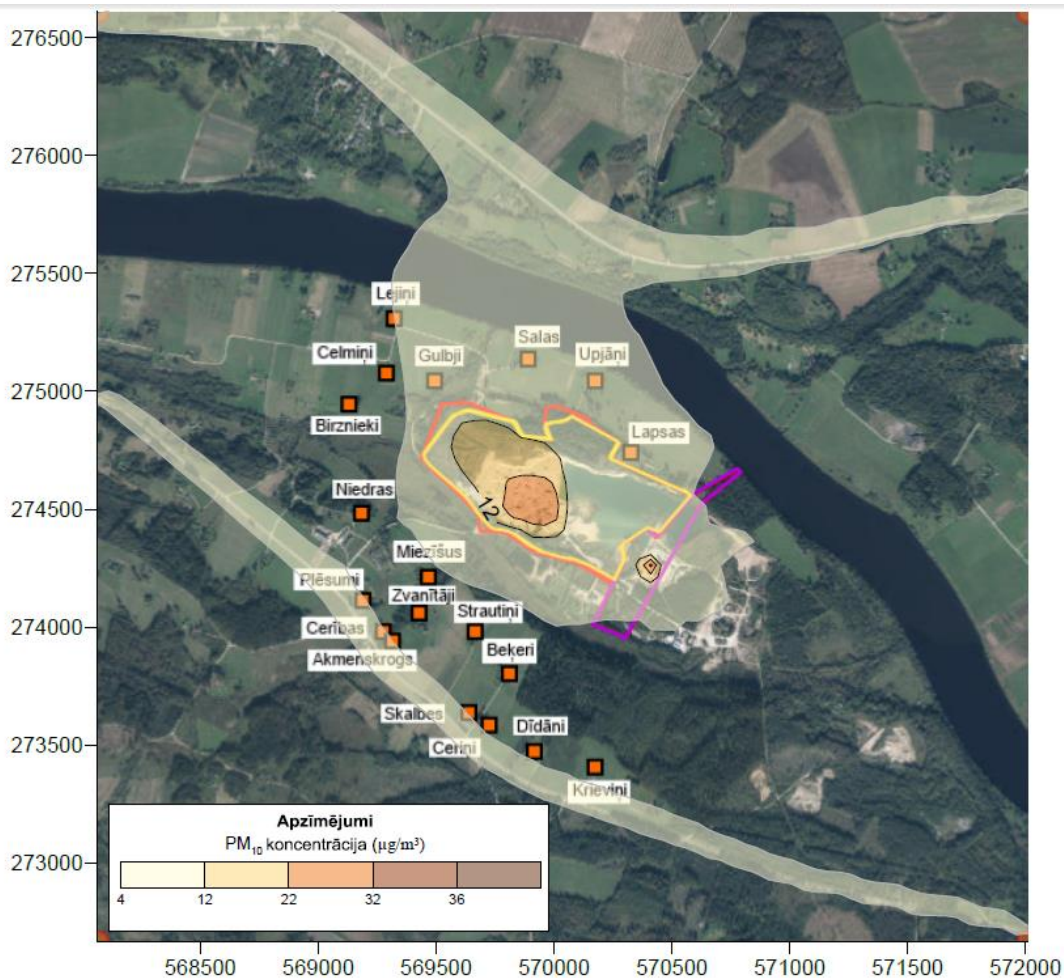 276500
276000
275500
Lejiņi
Celmiņi
Gulbji
Salas
Upjāņi
275000
Birznieki
Lapsas
274500
Niedras
12
Miezīšus
Plēsumi
Zvanītāji
Strautiņi
274000
Cerības
Akmenskrogs
Beķeri
Skalbes
Dīdāni
273500
Ceriņi
Krieviņi
Apzīmējumi
PM₁₀ koncentrācija (µg/m³)
273000
4 12 22 32 36
568500 569000 569500 570000 570500 571000 571500 572000